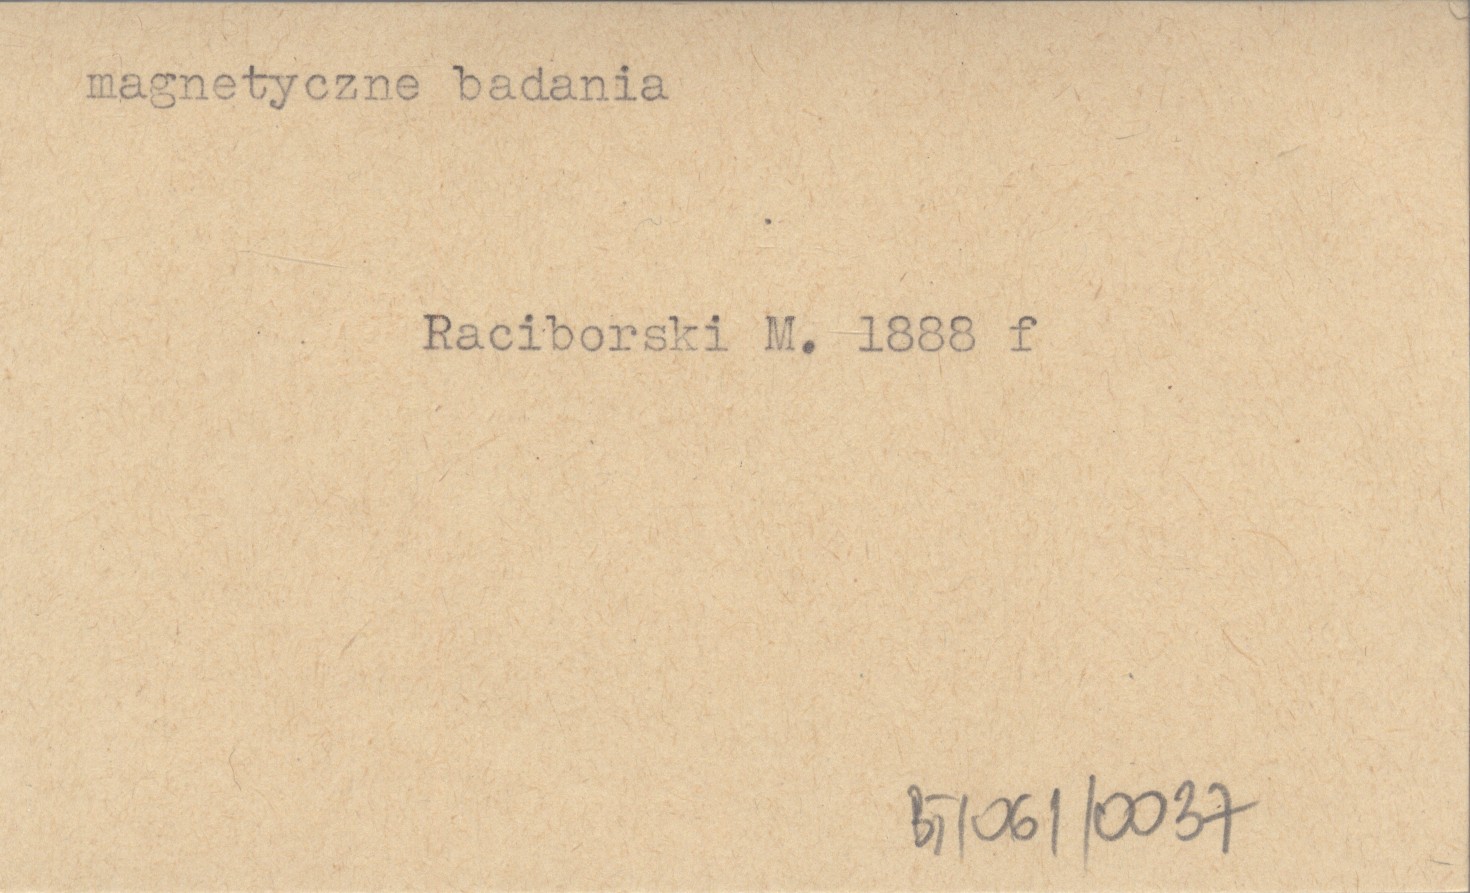 magnetyczne badania
Raciborski M. 1888 f
BT/061/0037